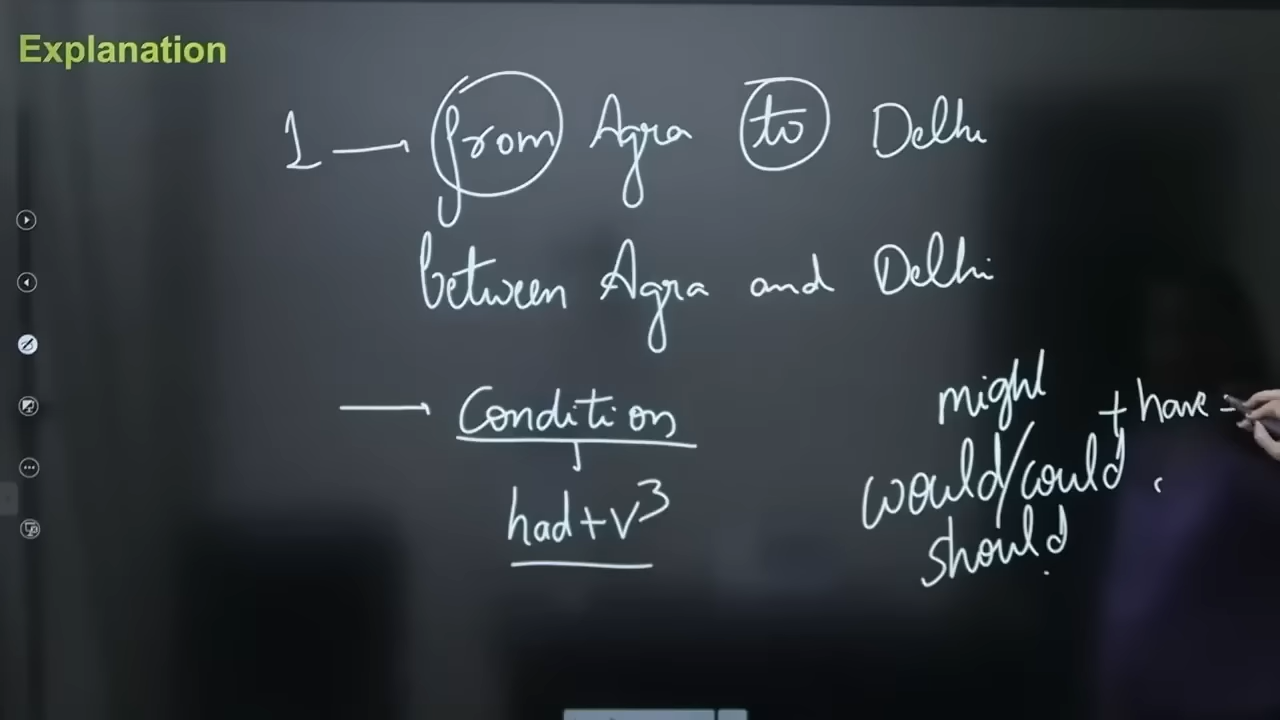 Explanation
1 — from Agra to Delhi
between Agra and Delhi
→ Condition
had+v3
might
would/could
should
+ have -